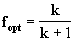 f_opt = k / (k + 1)